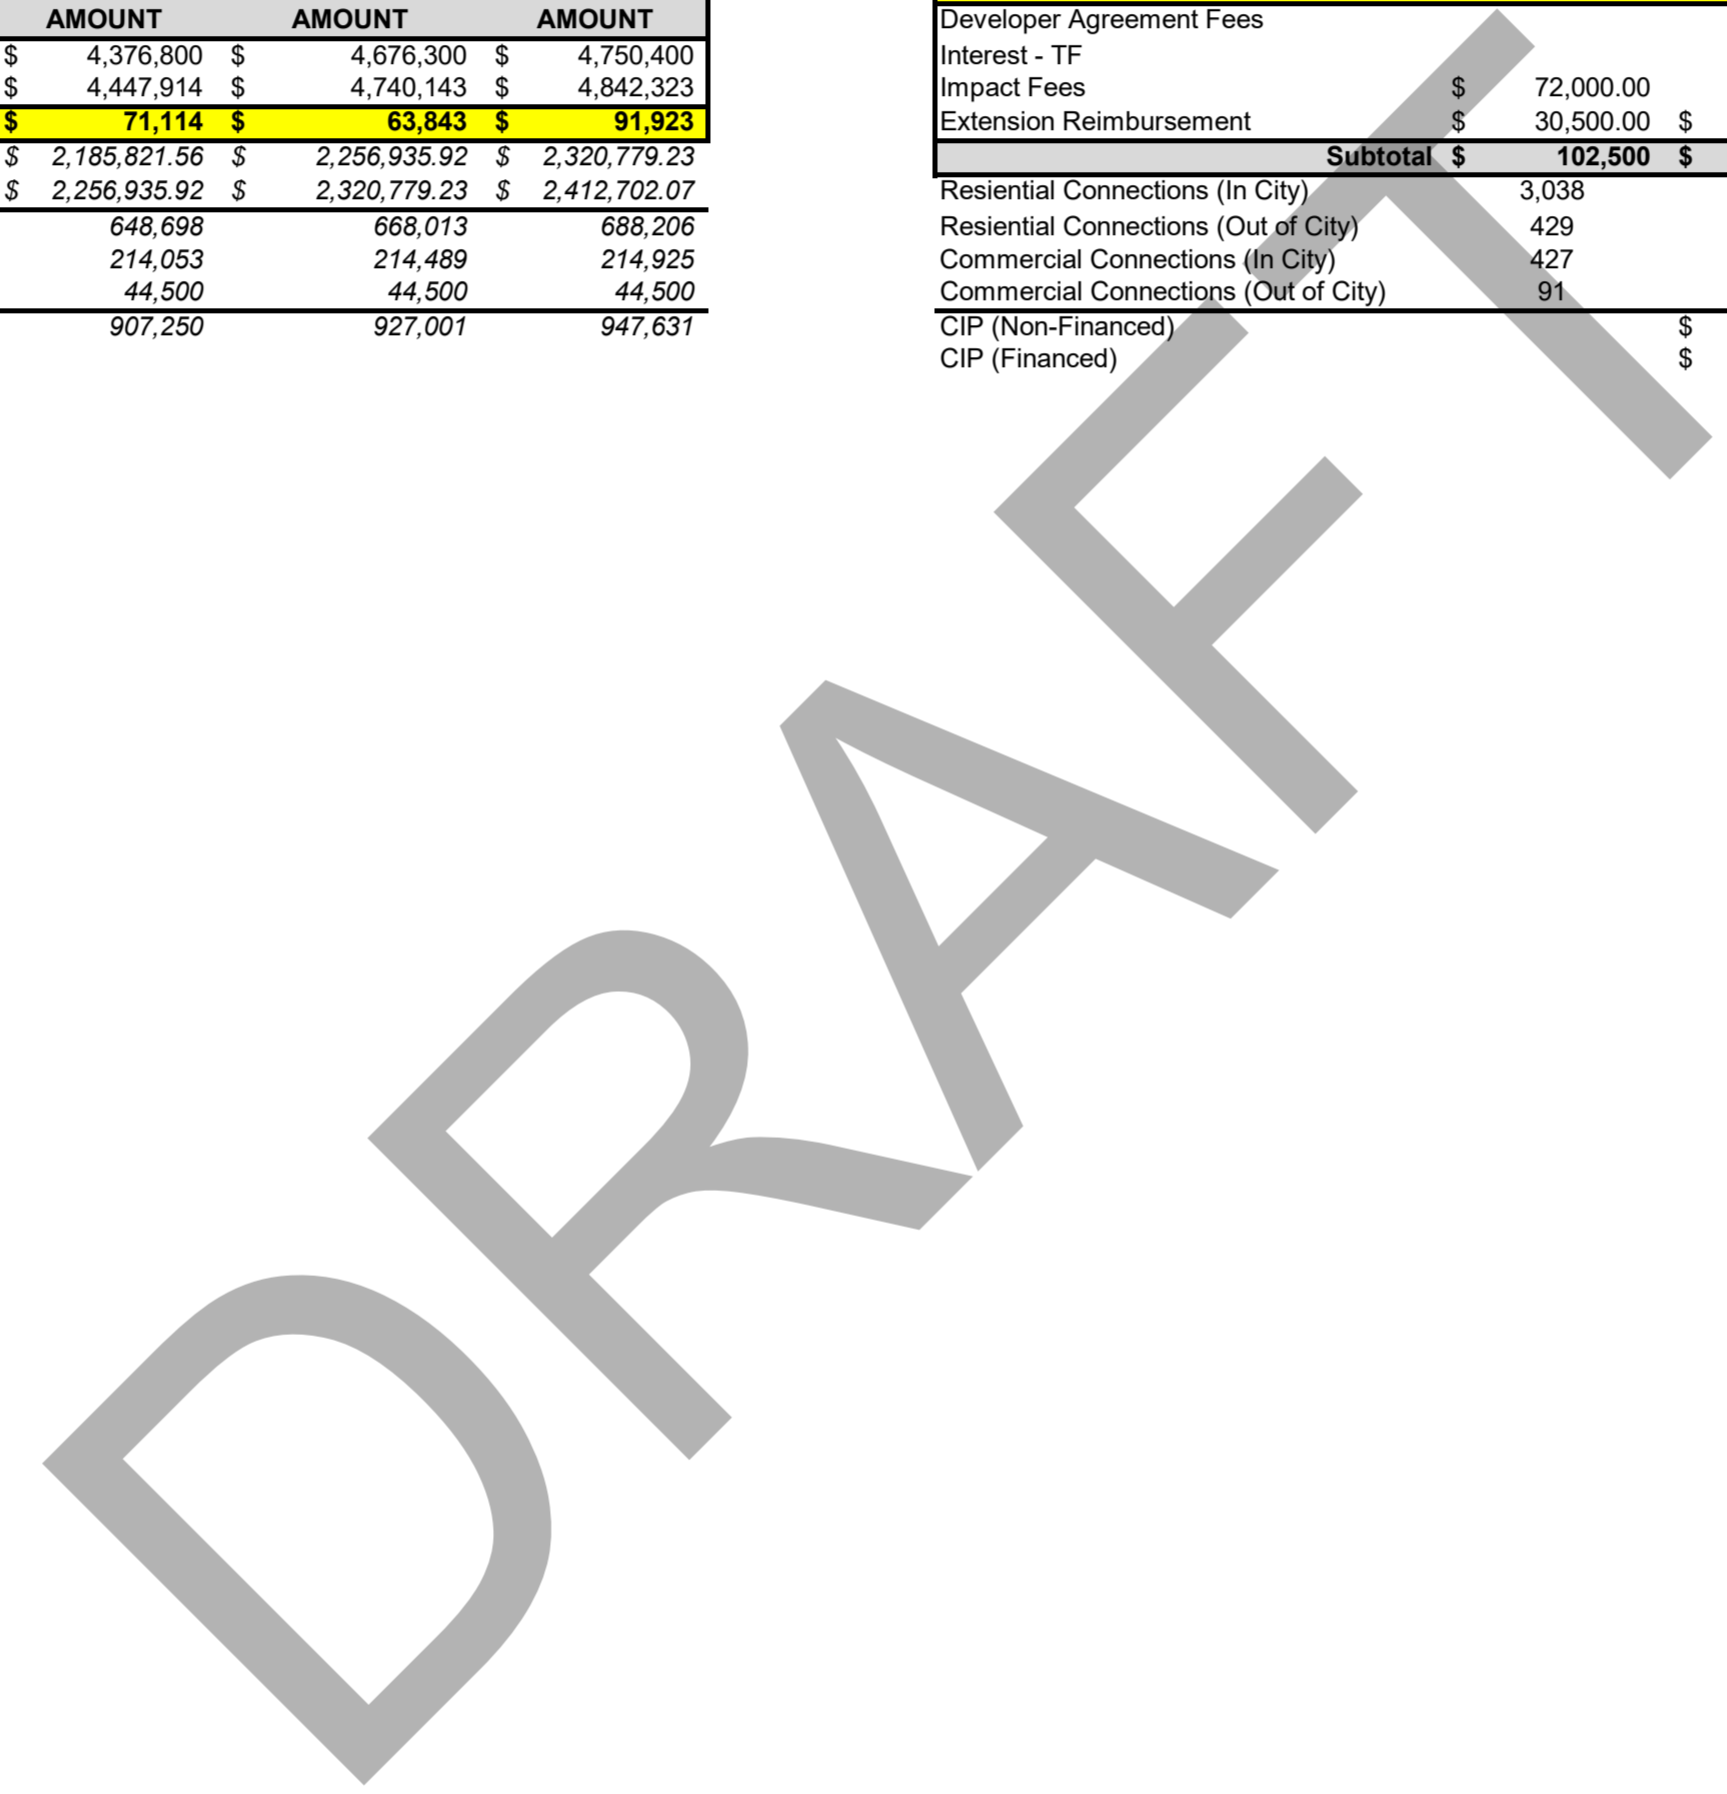 AMOUNT AMOUNT AMOUNT
$ 4,376,800 $ 4,676,300 $ 4,750,400
$ 4,447,914 $ 4,740,143 $ 4,842,323
$ 71,114 $ 63,843 $ 91,923
$ 2,185,821.56 $ 2,256,935.92 $ 2,320,779.23
$ 2,256,935.92 $ 2,320,779.23 $ 2,412,702.07
648,698 668,013 688,206
214,053 214,489 214,925
44,500 44,500 44,500
907,250 927,001 947,631
Developer Agreement Fees
Interest - TF
Impact Fees $ 72,000.00
Extension Reimbursement $ 30,500.00 $
Subtotal $ 102,500 $
Resiential Connections (In City) 3,038
Resiential Connections (Out of City) 429
Commercial Connections (In City) 427
Commercial Connections (Out of City) 91
CIP (Non-Financed) $
CIP (Financed) $
DRAFT